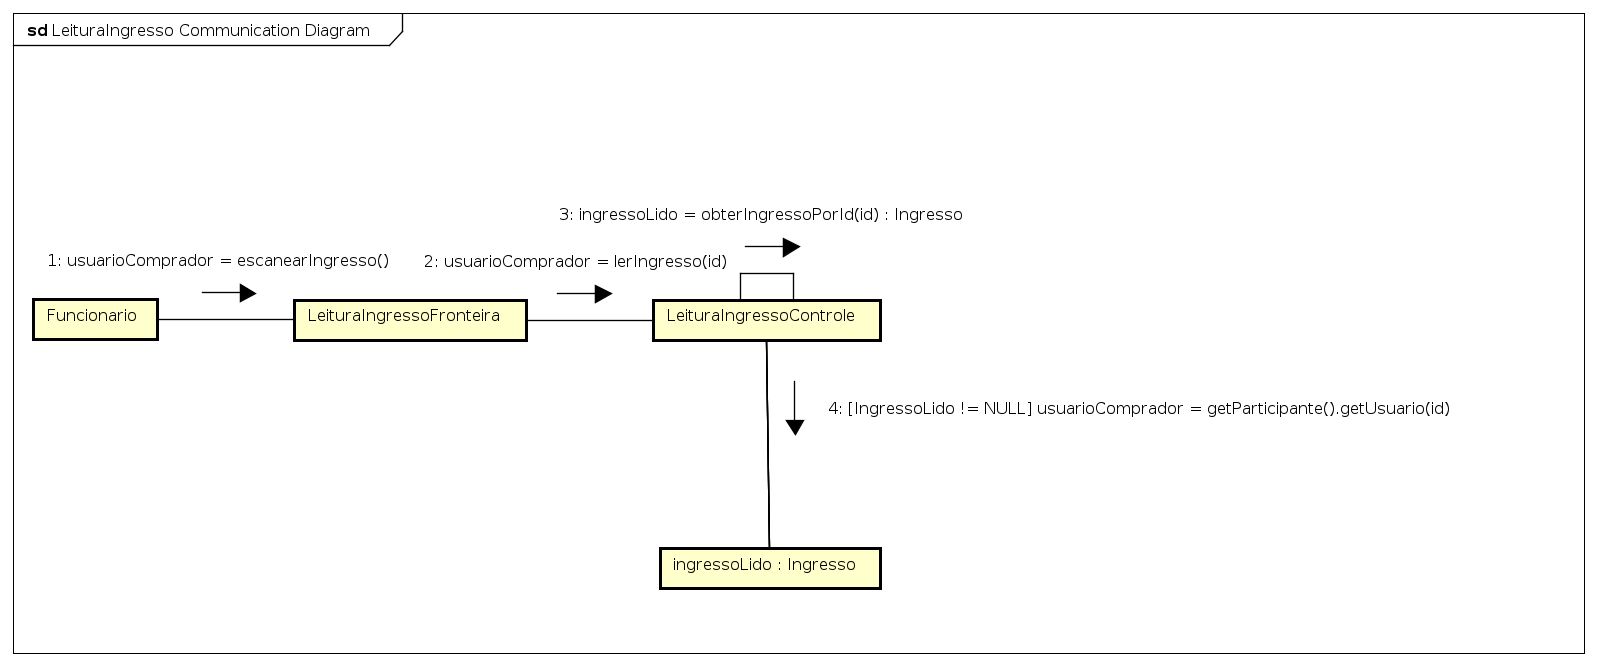 sd LeituraIngresso Communication Diagram
3: ingressoLido = obterIngressoPorId(id) : Ingresso
1: usuarioComprador = escanearIngresso()
2: usuarioComprador = lerIngresso(id)
Funcionario
LeituraIngressoFronteira
LeituraIngressoControle
4: [IngressoLido != NULL] usuarioComprador = getParticipante().getUsuario(id)
ingressoLido : Ingresso